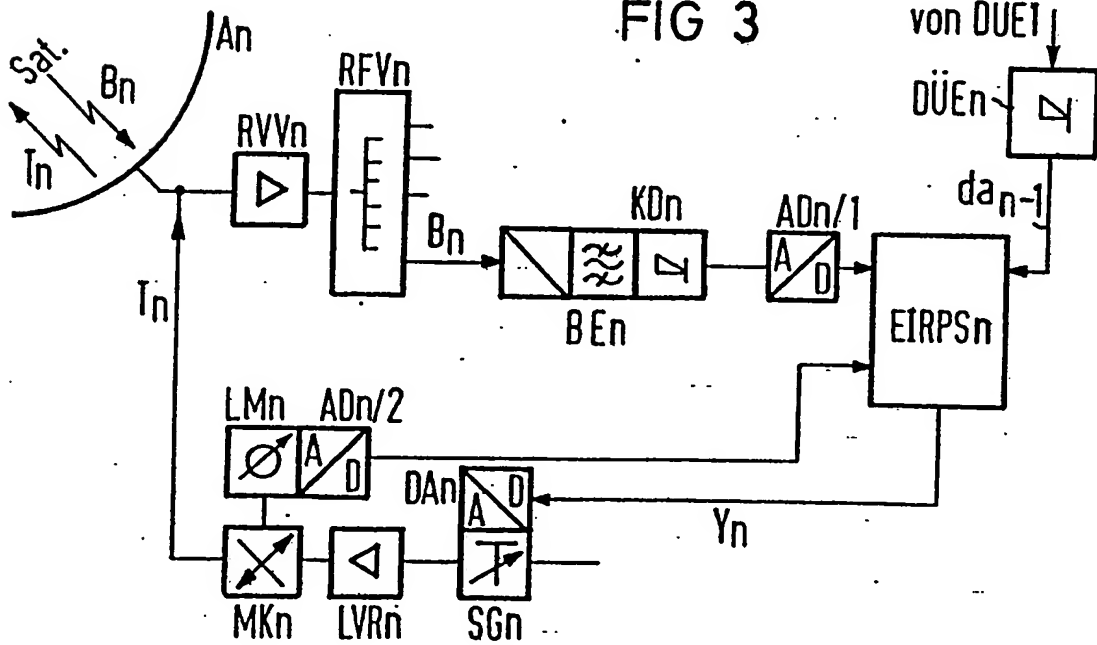 FIG 3
von DUE1
An
Sat.
Bn
Tn
RFVn
DÜEn
RVVn
dan-1
KDn
ADn/1
Bn
A
D
Tn
BEn
EIRPSn
LMn
ADn/2
A
D
DAn
D
A
Yn
MKn
LVRn
SGn